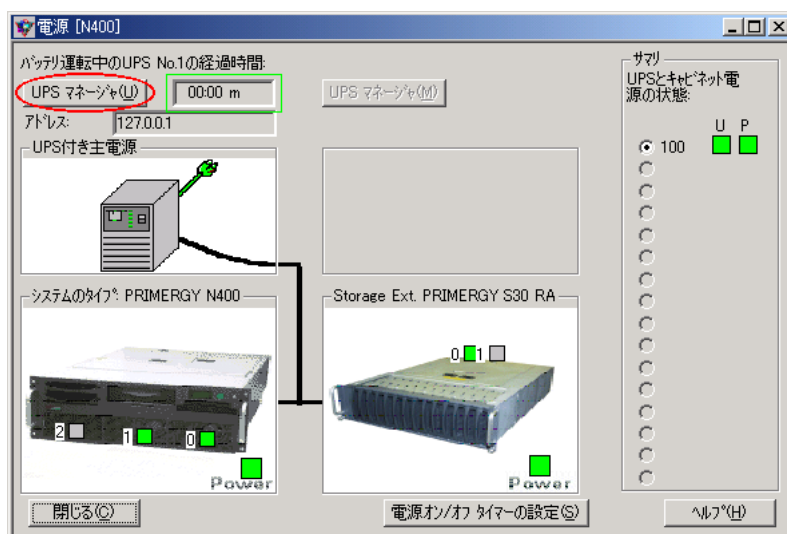 電源 [N400]
ﾊﾞｯﾃﾘ運転中のUPS No.1の経過時間:
UPS ﾏﾈｰｼﾞｬ(U)
00:00 m
UPS ﾏﾈｰｼﾞｬ(M)
ｱﾄﾞﾚｽ:
127.0.0.1
UPS付き主電源
システムのﾀｲﾌﾟ: PRIMERGY N400
2
1
0
Power
Storage Ext. PRIMERGY S30 RA
0
1
Power
ｻﾏﾘ
UPSとｷｬﾋﾞﾈｯﾄ電
源の状態:
U P
100
閉じる(C)
電源ｵﾝ/ｵﾌ ﾀｲﾏｰの設定(S)
ﾍﾙﾌﾟ(H)